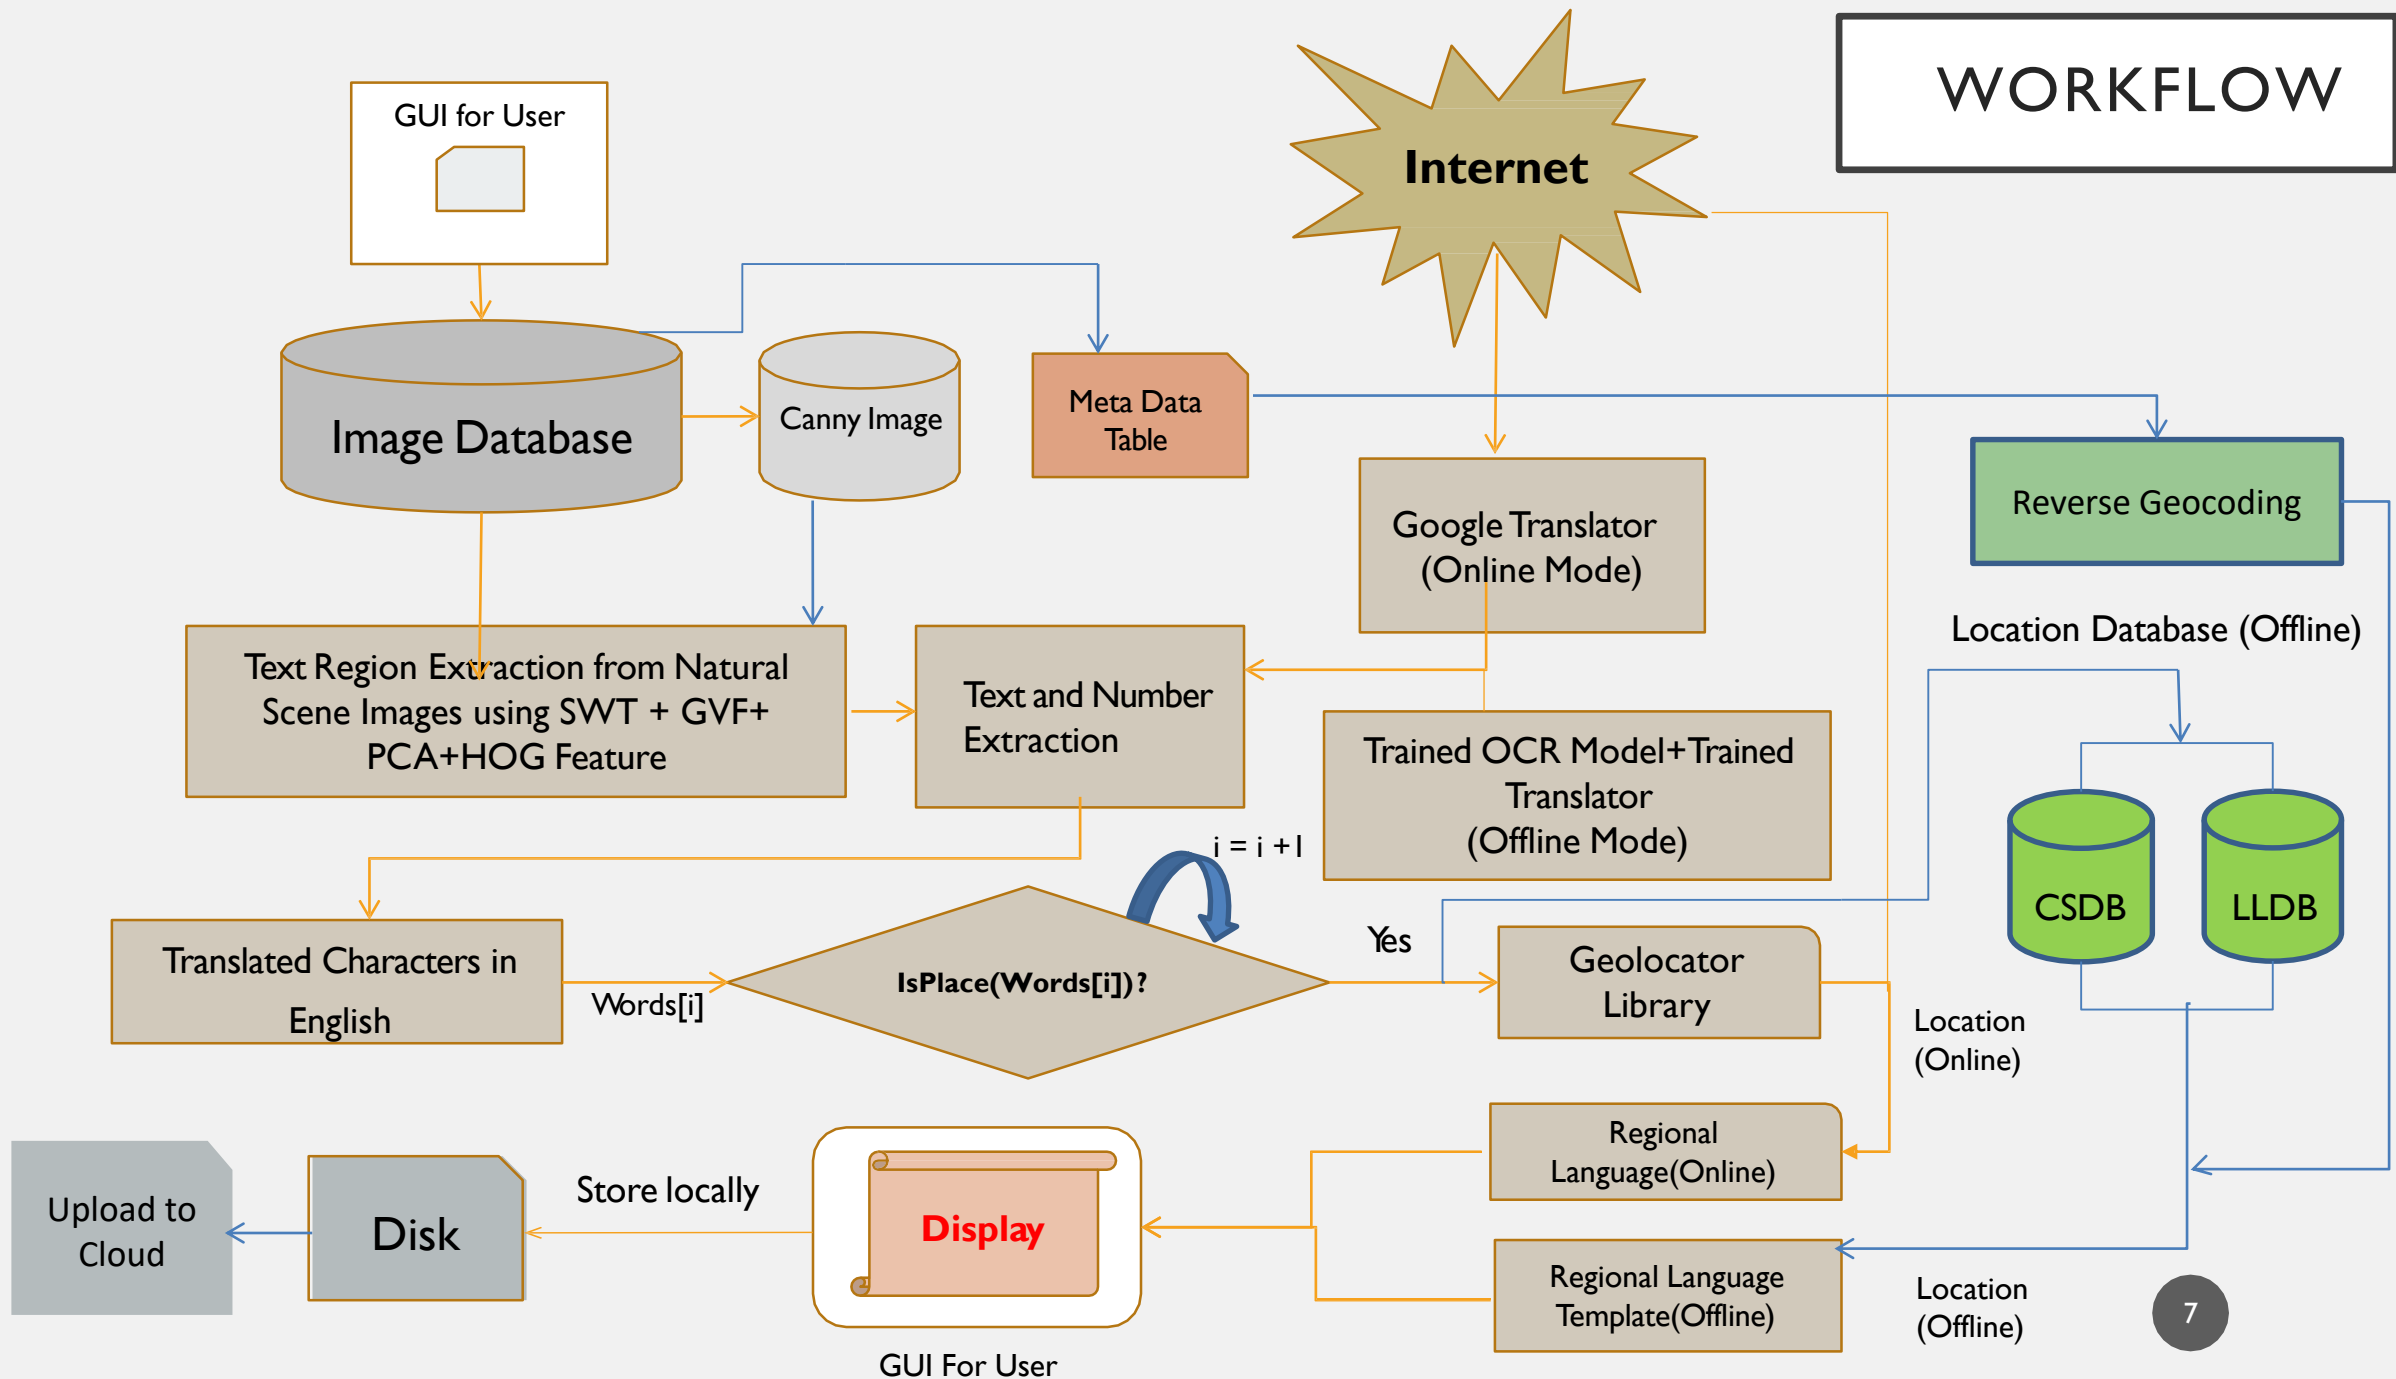 WORKFLOW
GUI for User
Internet
Image Database
Canny Image
Meta Data
Table
Google Translator
(Online Mode)
Reverse Geocoding
Location Database (Offline)
Text Region Extraction from Natural
Scene Images using SWT + GVF+
PCA+HOG Feature
Text and Number
Extraction
Trained OCR Model+Trained
Translator
(Offline Mode)
i = i +1
CSDB
LLDB
Translated Characters in
English
Words[i]
IsPlace(Words[i])?
Yes
Geolocator
Library
Location
(Online)
Regional
Language(Online)
Upload to
Cloud
Disk
Store locally
Display
Regional Language
Template(Offline)
Location
(Offline)
7
GUI For User